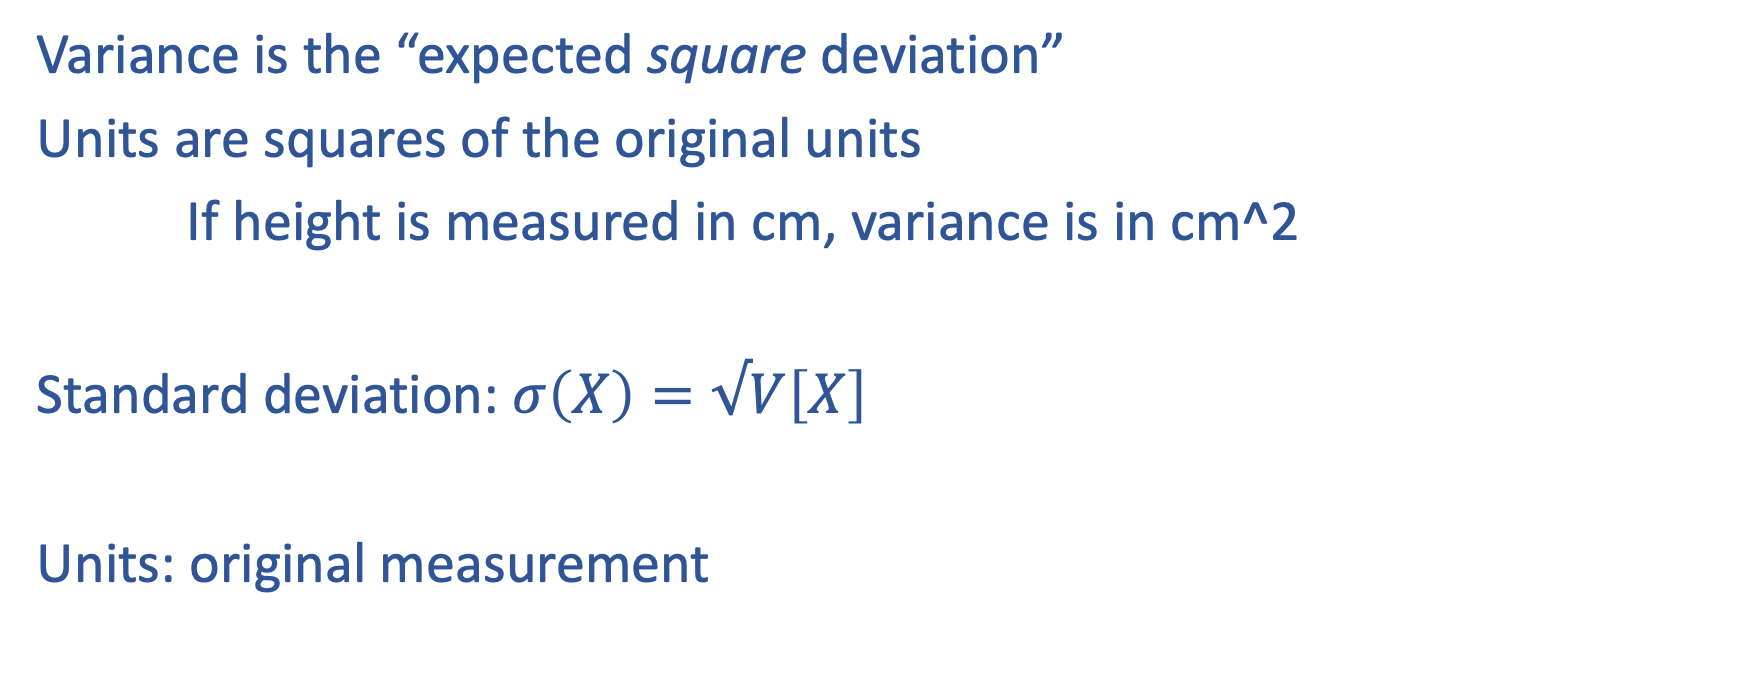 Variance is the “expected square deviation”
Units are squares of the original units
If height is measured in cm, variance is in cm^2
Standard deviation: σ(X) = √V[X]
Units: original measurement